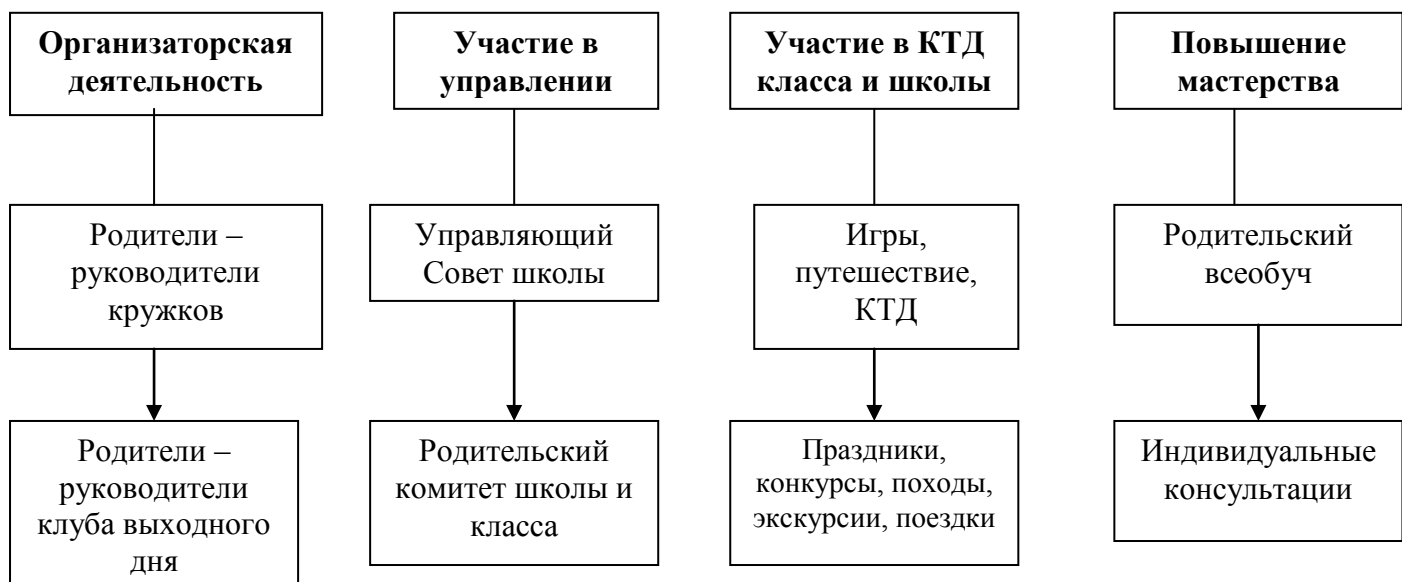 Организаторская
деятельность
Участие в
управлении
Участие в КТД
класса и школы
Повышение
мастерства
Родители –
руководители
кружков
Управляющий
Совет школы
Игры,
путешествие,
КТД
Родительский
всеобуч
Родители –
руководители
клуба выходного
дня
Родительский
комитет школы и
класса
Праздники,
конкурсы, походы,
экскурсии, поездки
Индивидуальные
консультации